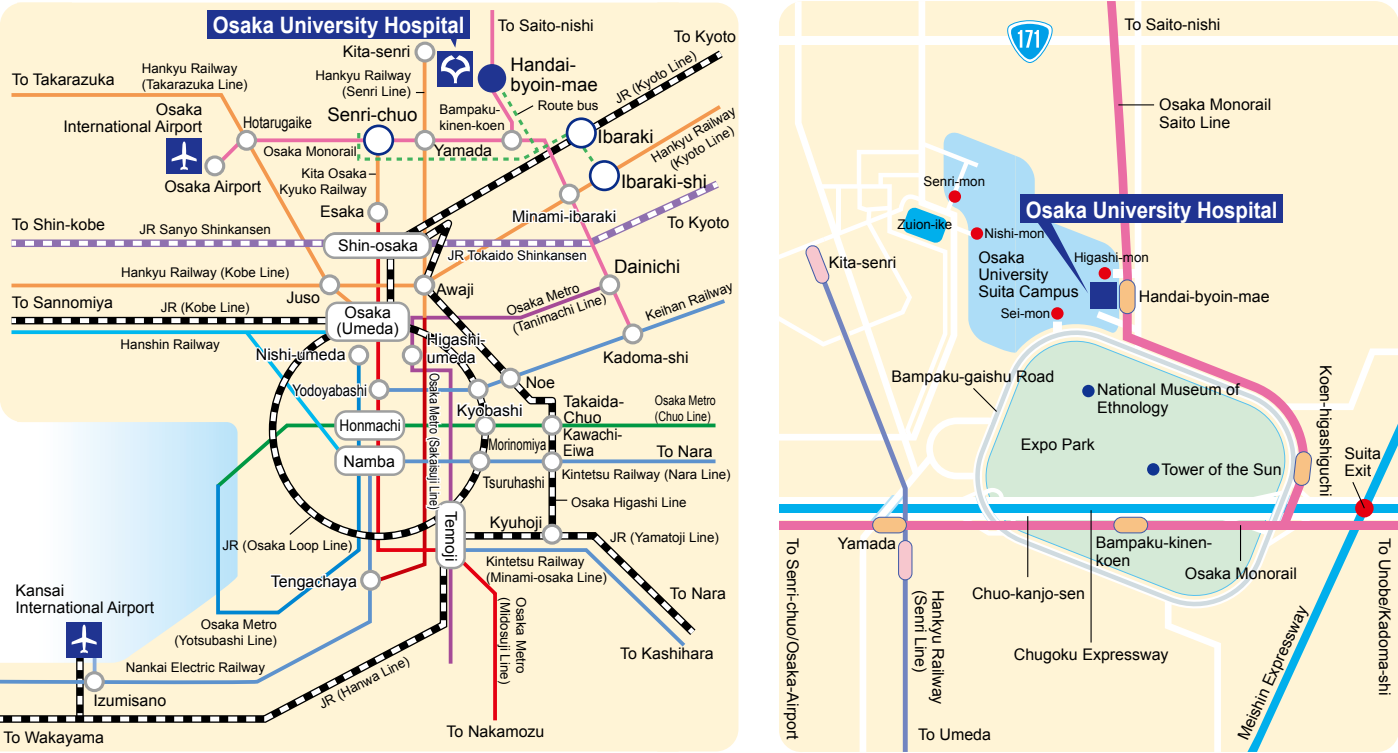 Osaka University Hospital
To Saito-nishi
Kita-senri
To Kyoto
Hankyu Railway
(Takarazuka Line)
To Takarazuka
Hankyu Railway
(Senri Line)
Handai-
byoin-mae
JR (Kyoto Line)
Osaka
International Airport
Hotarugaike
Senri-chuo
Bampaku-
kinen-koen
Route bus
Ibaraki
Hankyu Railway
(Kyoto Line)
Osaka Monorail
Yamada
Osaka Airport
Kita Osaka
Kyuko Railway
Ibaraki-shi
Esaka
Minami-ibaraki
To Kyoto
To Shin-kobe
JR Sanyo Shinkansen
Shin-osaka
JR Tokaido Shinkansen
Hankyu Railway (Kobe Line)
Dainichi
Juso
Awaji
To Sannomiya
JR (Kobe Line)
Osaka
(Umeda)
Osaka Metro
(Tanimachi Line)
Keihan Railway
Hanshin Railway
Nishi-umeda
Higashi-
umeda
Kadoma-shi
Yodoyabashi
Noe
Osaka Metro (Sakaisuji Line)
Kyobashi
Takaida-
Chuo
Osaka Metro
(Chuo Line)
Honmachi
Morinomiya
Kawachi-
Eiwa
Namba
To Nara
Tsuruhashi
Kintetsu Railway (Nara Line)
Osaka Higashi Line
Tennoji
Kyuhoji
JR (Osaka Loop Line)
JR (Yamatoji Line)
Kintetsu Railway
(Minami-osaka Line)
Tengachaya
To Nara
Kansai
International Airport
Osaka Metro
(Yotsubashi Line)
Osaka Metro
(Midosuji Line)
To Kashihara
Nankai Electric Railway
Izumisano
JR (Hanwa Line)
To Wakayama
To Nakamozu
171
To Saito-nishi
Osaka Monorail
Saito Line
Senri-mon
Osaka University Hospital
Zuion-ike
Nishi-mon
Osaka
University
Suita Campus
Higashi-mon
Kita-senri
Handai-byoin-mae
Sei-mon
Bampaku-gaishu Road
National Museum of
Ethnology
Expo Park
Koen-higashiguchi
Suita
Exit
Tower of the Sun
Yamada
Bampaku-kinen-
koen
Osaka Monorail
To Senri-chuo/Osaka-Airport
To Unobe/Kadoma-shi
Chuo-kanjo-sen
Hankyu Railway
(Senri Line)
Chugoku Expressway
Meishin Expressway
To Umeda